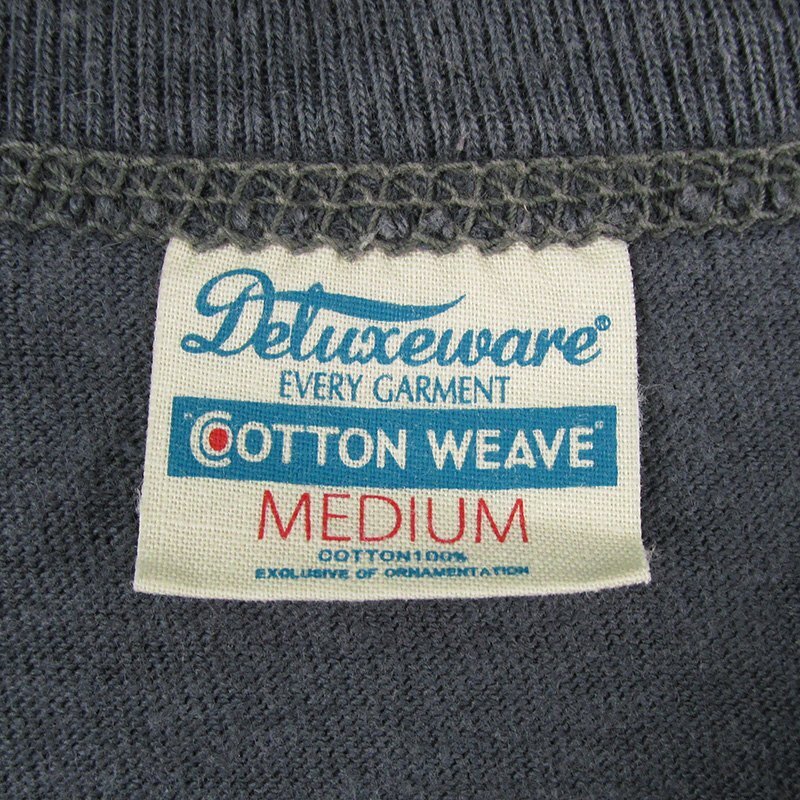 Deluxeware®
EVERY GARMENT
"COTTON WEAVE"
MEDIUM
COTTON100%
EXCLUSIVE OF ORNAMENTATION